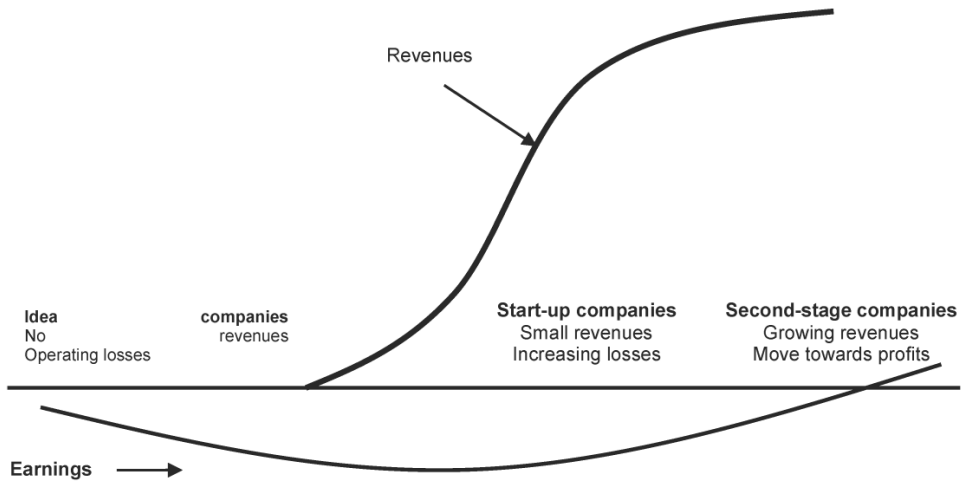 Revenues
Idea companies
No revenues
Operating losses
Start-up companies
Small revenues
Increasing losses
Second-stage companies
Growing revenues
Move towards profits
Earnings